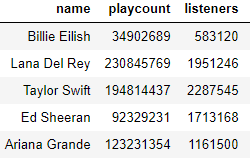 name playcount listeners
Billie Eilish 34902689 583120
Lana Del Rey 230845769 1951246
Taylor Swift 194814437 2287545
Ed Sheeran 92329231 1713168
Ariana Grande 123231354 1161500